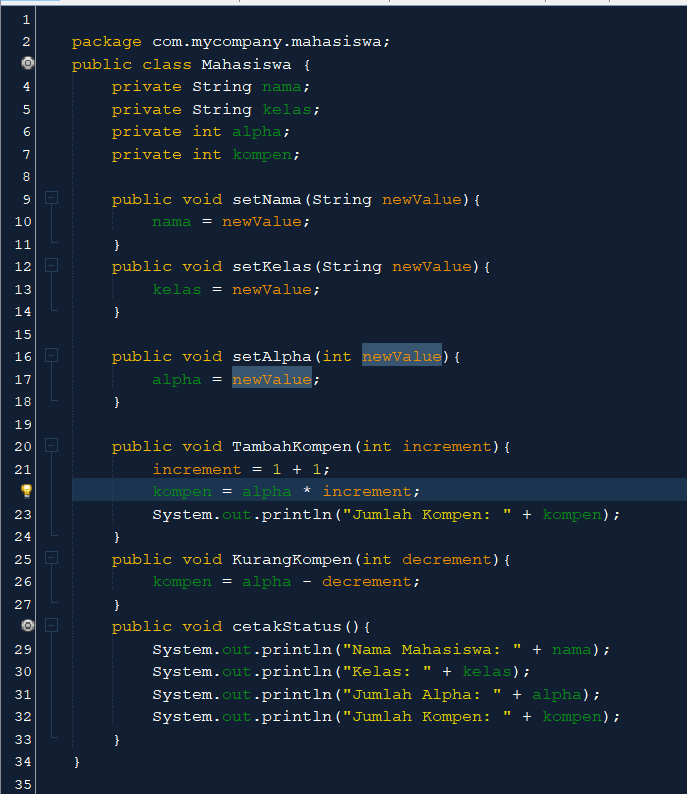 1
2 package com.mycompany.mahasiswa;
public class Mahasiswa {
4 private String nama;
5 private String kelas;
6 private int alpha;
7 private int kompen;
8
9 public void setNama(String newValue){
10 nama = newValue;
11 }
12 public void setKelas(String newValue){
13 kelas = newValue;
14 }
15
16 public void setAlpha(int newValue){
17 alpha = newValue;
18 }
19
20 public void TambahKompen(int increment){
21 increment = 1 + 1;
kompen = alpha * increment;
23 System.out.println("Jumlah Kompen: " + kompen);
24 }
25 public void KurangKompen(int decrement){
26 kompen = alpha - decrement;
27 }
public void cetakStatus(){
29 System.out.println("Nama Mahasiswa: " + nama);
30 System.out.println("Kelas: " + kelas);
31 System.out.println("Jumlah Alpha: " + alpha);
32 System.out.println("Jumlah Kompen: " + kompen);
33 }
34 }
35